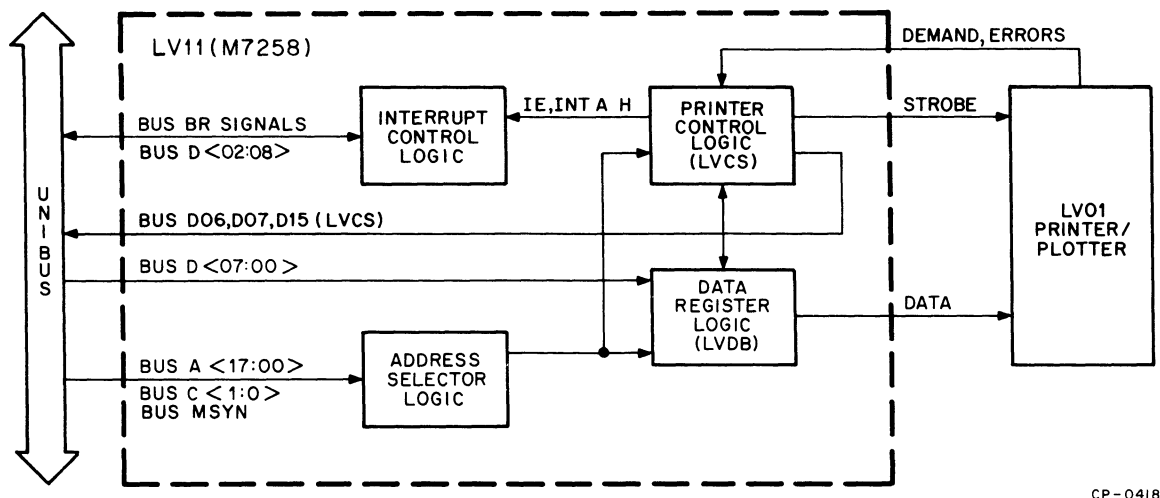 LV11(M7258)
DEMAND,ERRORS
INTERRUPT
CONTROL
LOGIC
IE,INT A H
PRINTER
CONTROL
LOGIC
(LVCS)
STROBE
BUS BR SIGNALS
BUS D<02:08>
UNIBUS
BUS D06,D07,D15 (LVCS)
LV01
PRINTER/
PLOTTER
BUS D<07:00>
DATA
REGISTER
LOGIC
(LVDB)
DATA
BUS A <17:00>
BUS C <1:0>
BUS MSYN
ADDRESS
SELECTOR
LOGIC
CP-0418